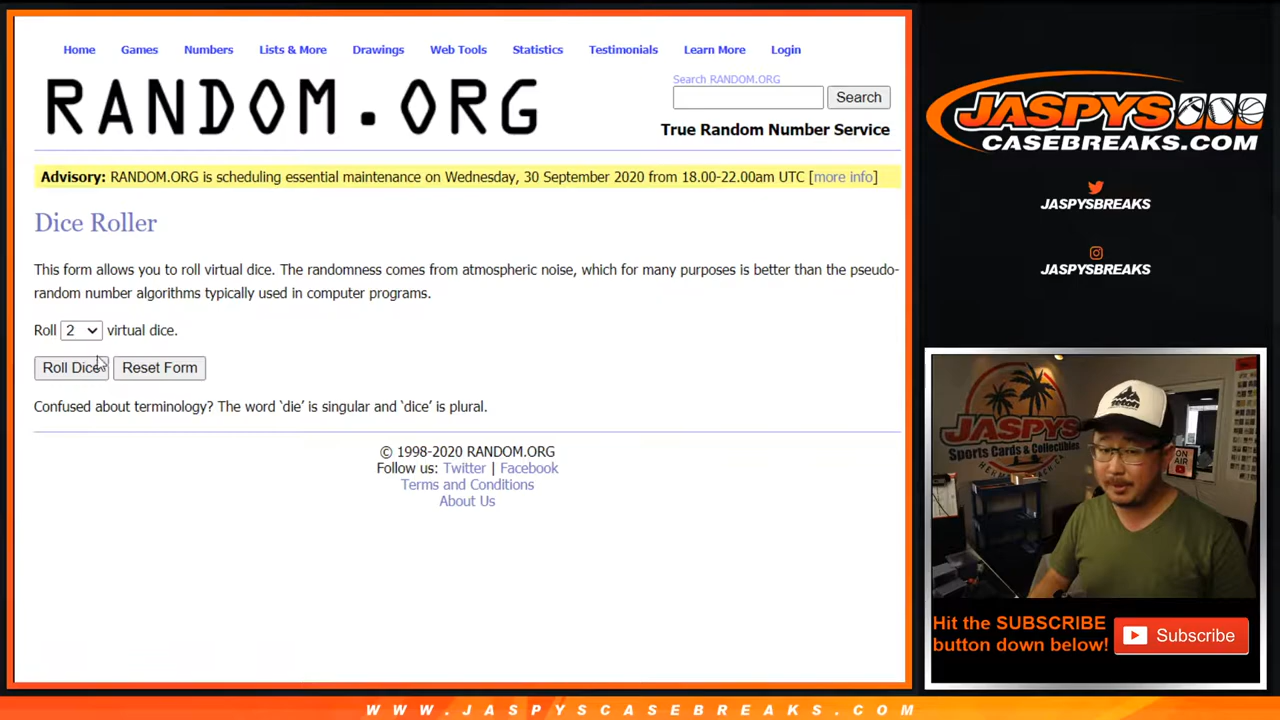 Home Games Numbers Lists & More Drawings Web Tools Statistics Testimonials Learn More Login
RANDOM.ORG
Search RANDOM.ORG
Search
True Random Number Service
Advisory: RANDOM.ORG is scheduling essential maintenance on Wednesday, 30 September 2020 from 18.00-22.00am UTC [more info]
Dice Roller
This form allows you to roll virtual dice. The randomness comes from atmospheric noise, which for many purposes is better than the pseudo-
random number algorithms typically used in computer programs.
Roll 2 virtual dice.
Roll Dice Reset Form
Confused about terminology? The word ‘die’ is singular and ‘dice’ is plural.
© 1998-2020 RANDOM.ORG
Follow us: Twitter | Facebook
Terms and Conditions
About Us
JASPYS
CASEBREAKS.COM
JASPYSBREAKS
JASPYSBREAKS
JASPYS
Sports Cards & Collectibles
ON AIR
Hit the SUBSCRIBE
button down below!
Subscribe
WWW.JASPYSCASEBREAKS.COM